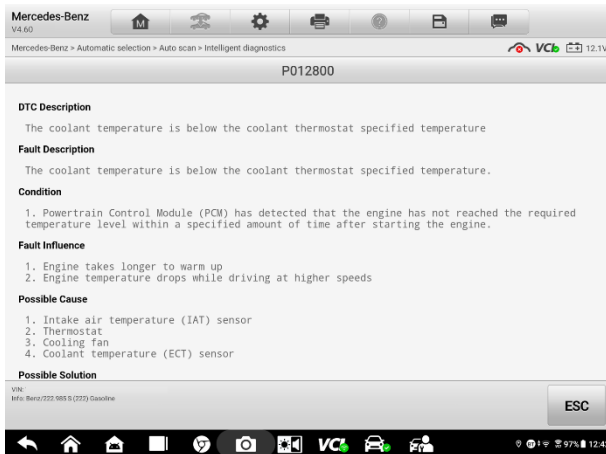 Mercedes-Benz
V4.60
M
?
Mercedes-Benz > Automatic selection > Auto scan > Intelligent diagnostics
VCI
12.1V
P012800
DTC Description
The coolant temperature is below the coolant thermostat specified temperature
Fault Description
The coolant temperature is below the coolant thermostat specified temperature.
Condition
1. Powertrain Control Module (PCM) has detected that the engine has not reached the required
temperature level within a specified amount of time after starting the engine.
Fault Influence
1. Engine takes longer to warm up
2. Engine temperature drops while driving at higher speeds
Possible Cause
1. Intake air temperature (IAT) sensor
2. Thermostat
3. Cooling fan
4. Coolant temperature (ECT) sensor
Possible Solution
VIN:
Info: Benz/222 985 S (222) Gasoline
ESC
VCI
97%